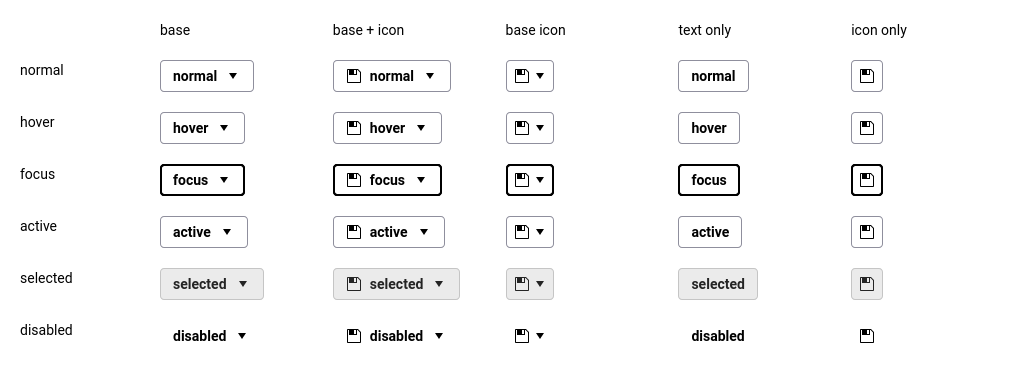 base base + icon base icon text only icon only
normal normal normal normal
hover hover hover hover
focus focus focus focus
active active active active
selected selected selected selected
disabled disabled disabled disabled